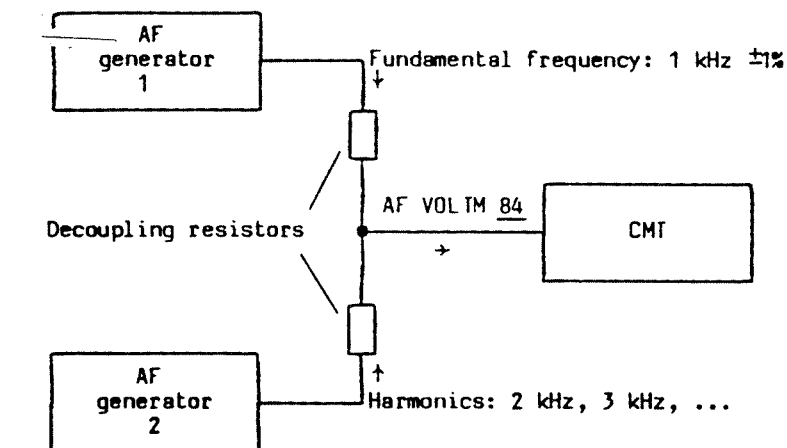 AF
generator
1
Fundamental frequency: 1 kHz ±1%
Decoupling resistors
AF VOLTM 84
CMT
AF
generator
2
Harmonics: 2 kHz, 3 kHz, ...